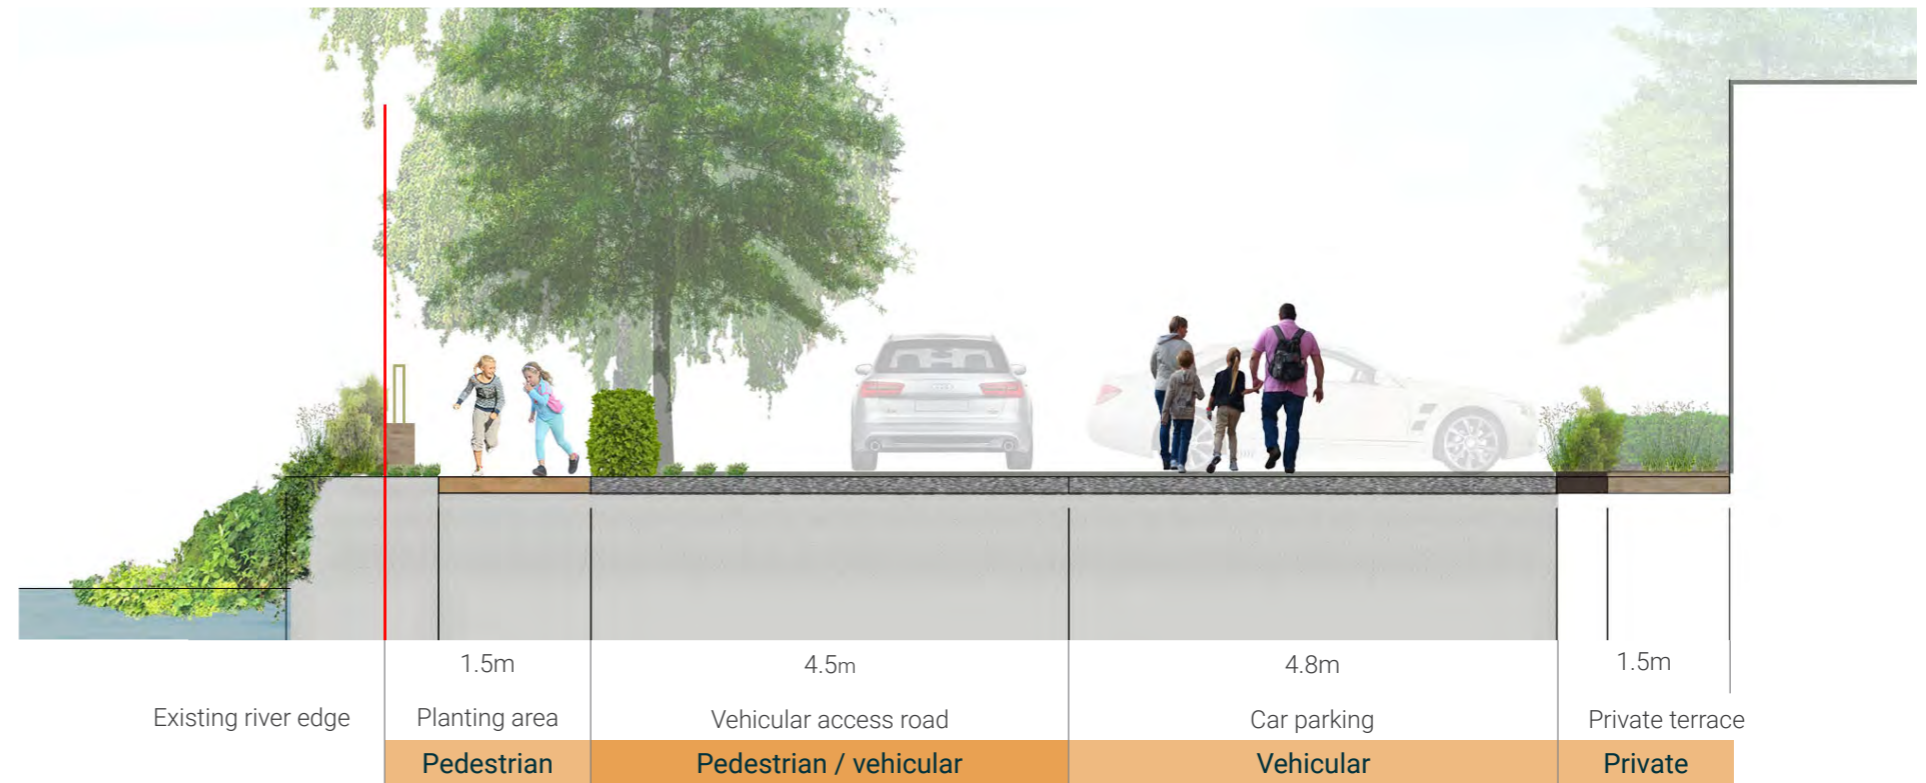 1.5m
4.5m
4.8m
1.5m
Existing river edge
Planting area
Vehicular access road
Car parking
Private terrace
Pedestrian
Pedestrian / vehicular
Vehicular
Private